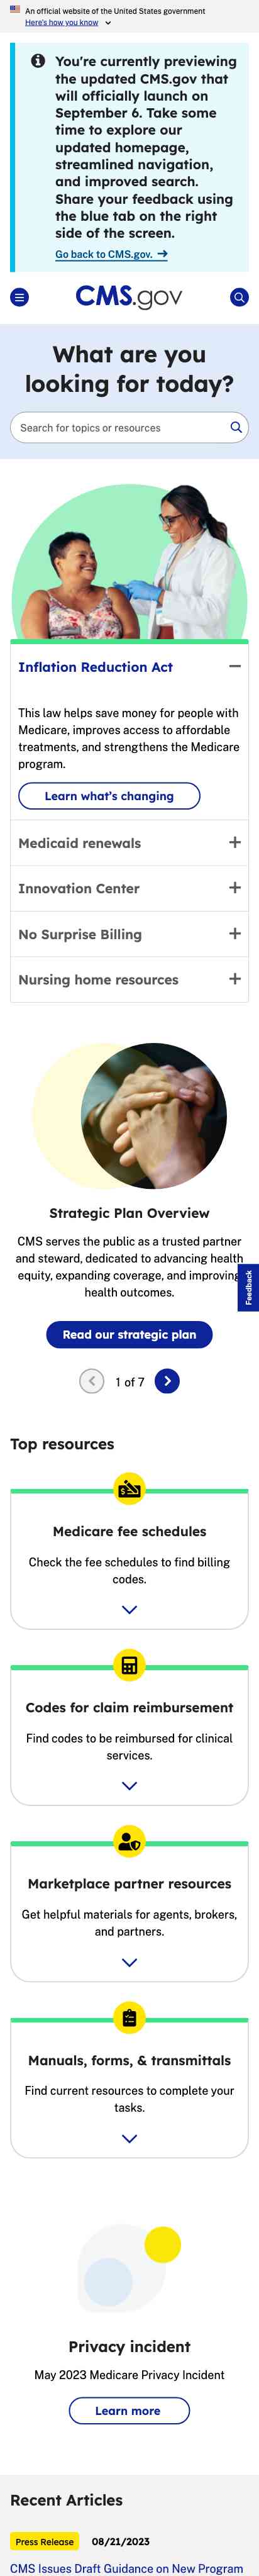 An official website of the United States government
Here's how you know
You're currently previewing
the updated CMS.gov that
will officially launch on
September 6. Take some
time to explore our
updated homepage,
streamlined navigation,
and improved search.
Share your feedback using
the blue tab on the right
side of the screen.
Go back to CMS.gov.
CMS.gov
What are you
looking for today?
Search for topics or resources
Inflation Reduction Act
This law helps save money for people with
Medicare, improves access to affordable
treatments, and strengthens the Medicare
program.
Learn what's changing
Medicaid renewals
Innovation Center
No Surprise Billing
Nursing home resources
Strategic Plan Overview
CMS serves the public as a trusted partner
and steward, dedicated to advancing health
equity, expanding coverage, and improving
health outcomes.
Feedback
Read our strategic plan
1 of 7
Top resources
Medicare fee schedules
Check the fee schedules to find billing
codes.
Codes for claim reimbursement
Find codes to be reimbursed for clinical
services.
Marketplace partner resources
Get helpful materials for agents, brokers,
and partners.
Manuals, forms, & transmittals
Find current resources to complete your
tasks.
Privacy incident
May 2023 Medicare Privacy Incident
Learn more
Recent Articles
Press Release 08/21/2023
CMS Issues Draft Guidance on New Program